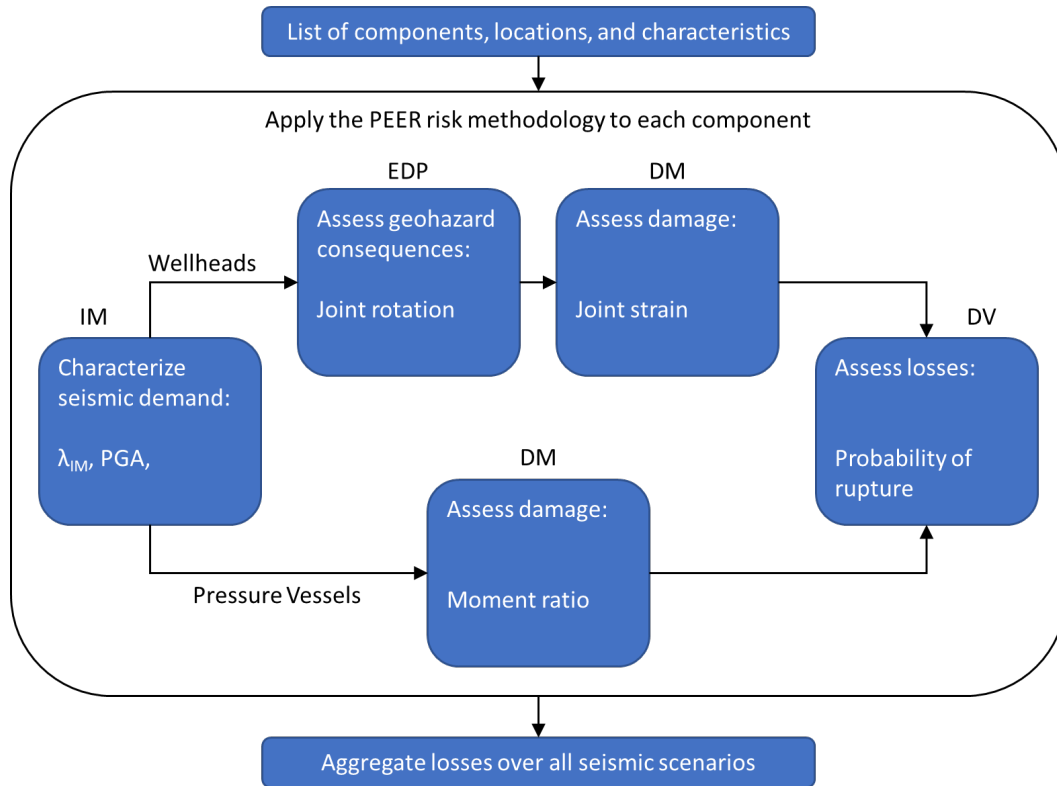 List of components, locations, and characteristics
Apply the PEER risk methodology to each component
EDP
Assess geohazard
consequences:
Joint rotation
DM
Assess damage:
Joint strain
Wellheads
IM
Characterize
seismic demand:
λIM, PGA,
DV
Assess losses:
Probability of
rupture
DM
Assess damage:
Moment ratio
Pressure Vessels
Aggregate losses over all seismic scenarios